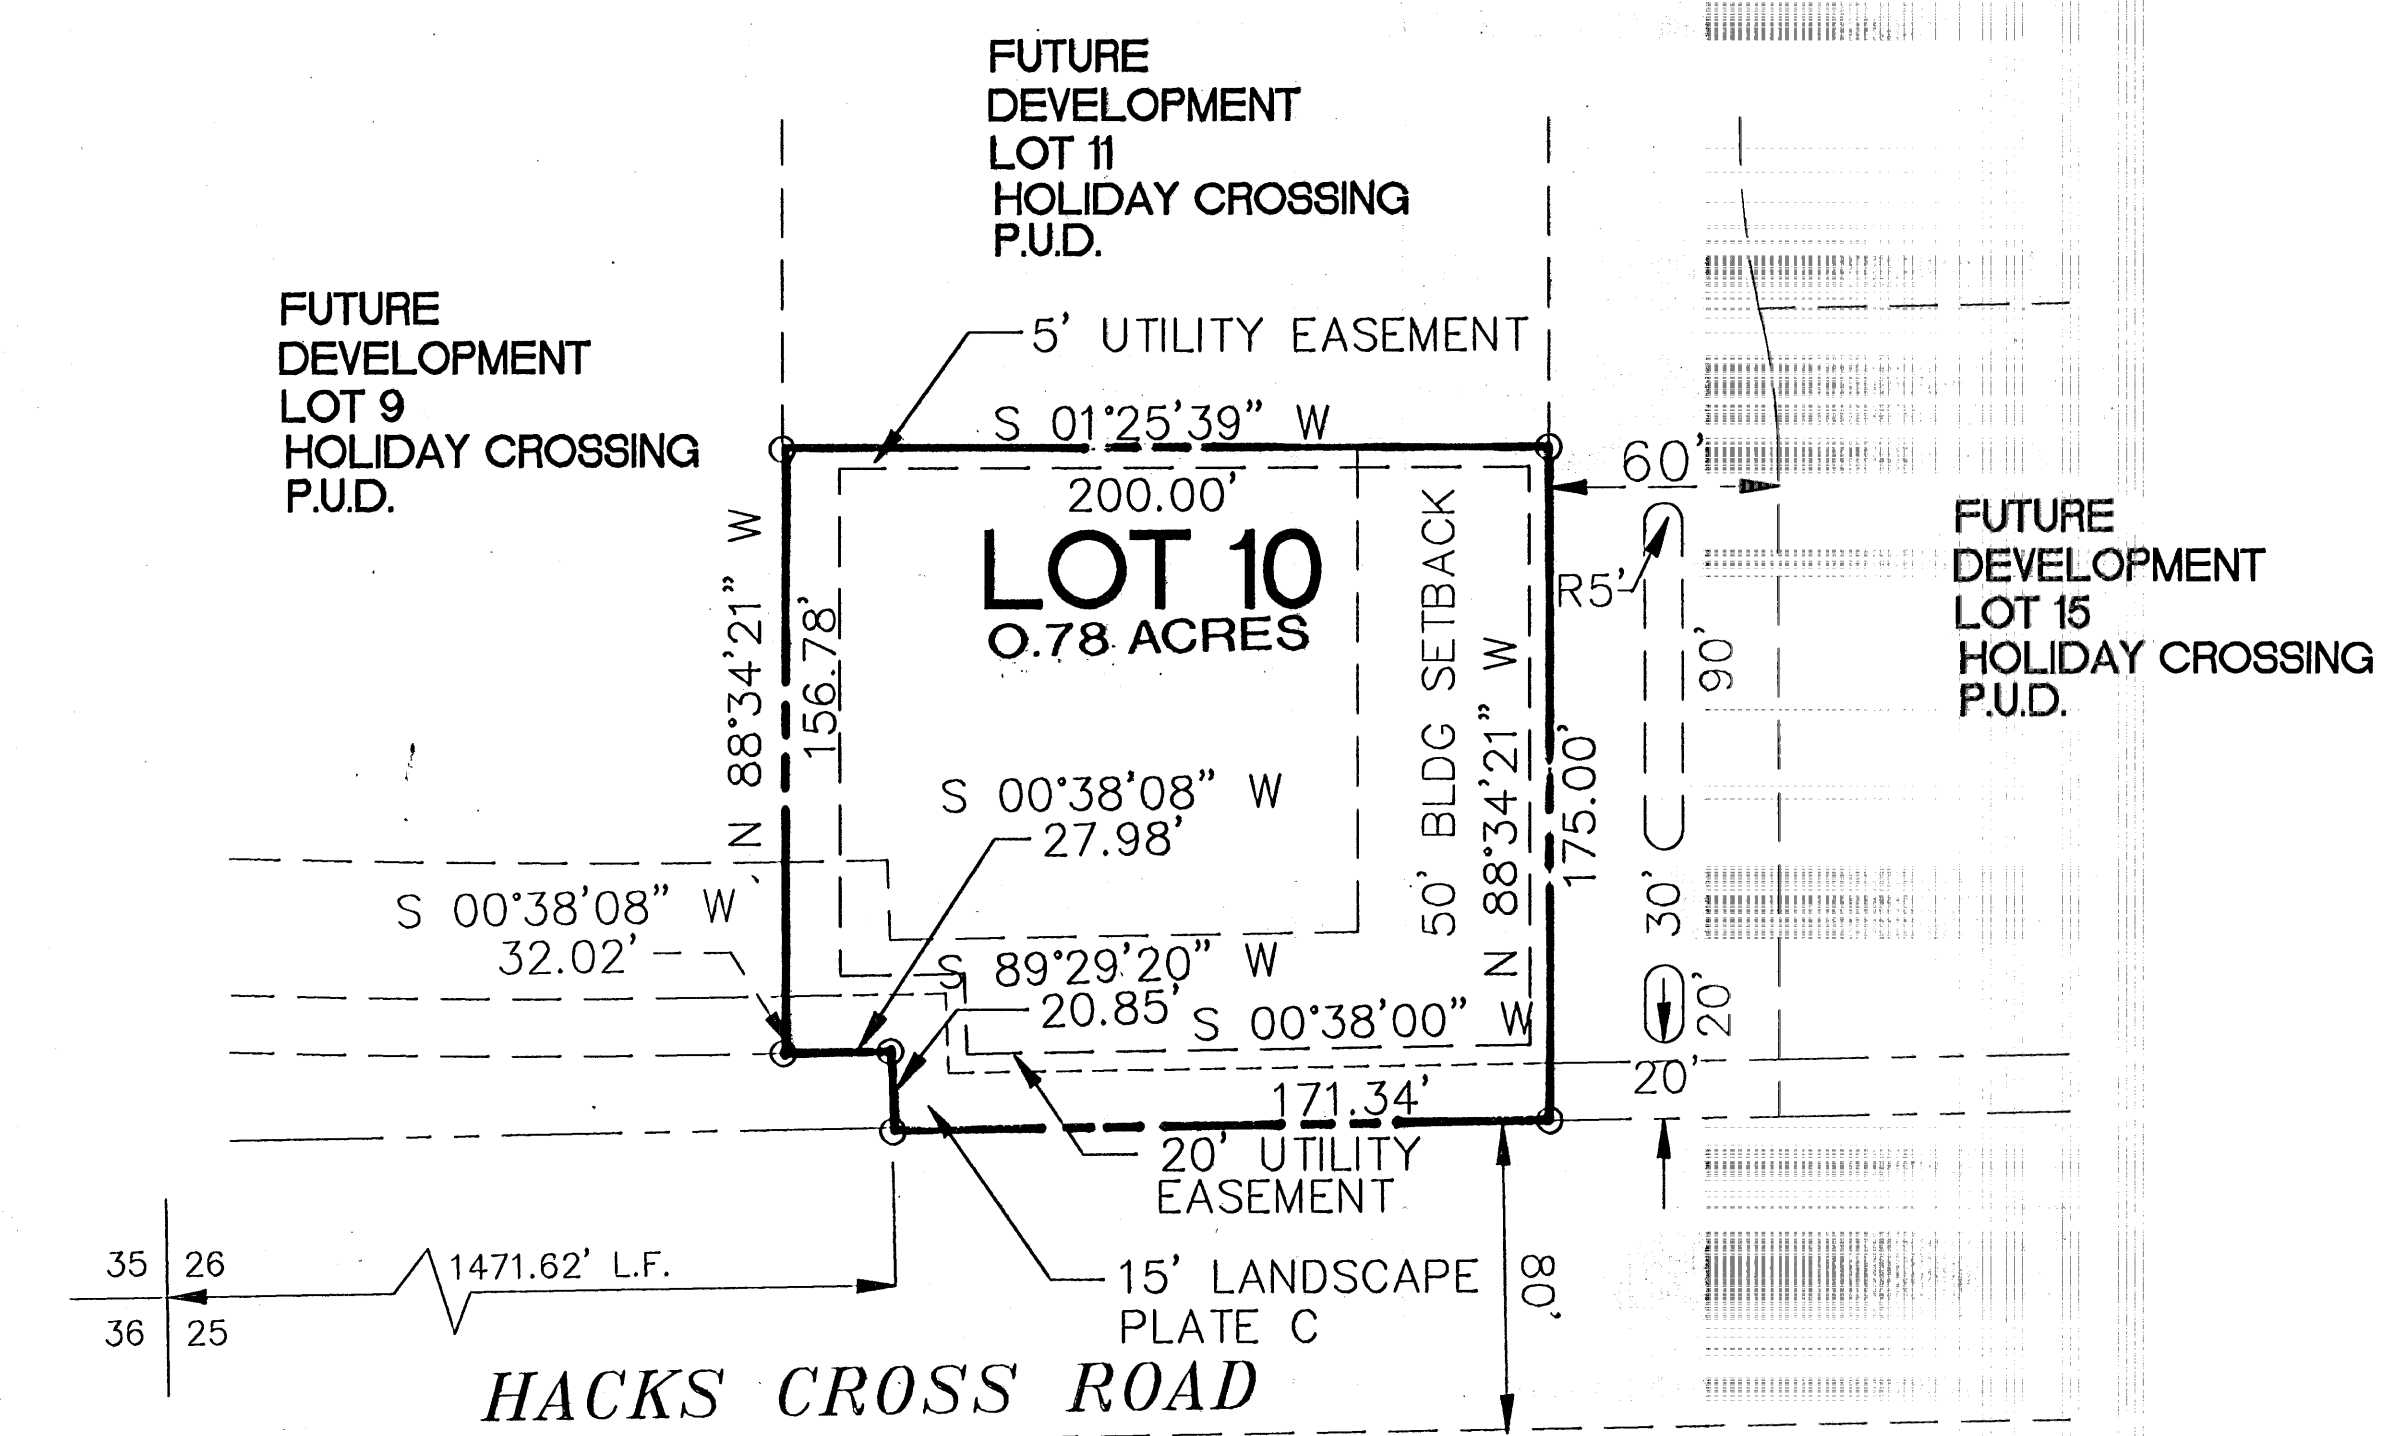 FUTURE
DEVELOPMENT
LOT 11
HOLIDAY CROSSING
P.U.D.
FUTURE
DEVELOPMENT
LOT 9
HOLIDAY CROSSING
P.U.D.
5' UTILITY EASEMENT
S 01°25'39" W
200.00'
LOT 10
0.78 ACRES
N 88°34'21" W
156.78'
50' BLDG SETBACK
N 88°34'21" W
175.00'
60'
R5'
90'
30'
20'
20'
FUTURE
DEVELOPMENT
LOT 15
HOLIDAY CROSSING
P.U.D.
S 00°38'08" W
27.98'
S 00°38'08" W
32.02'
S 89°29'20" W
20.85'
S 00°38'00" W
171.34'
20' UTILITY
EASEMENT
15' LANDSCAPE
PLATE C
80'
35 26
36 25
1471.62' L.F.
HACKS CROSS ROAD